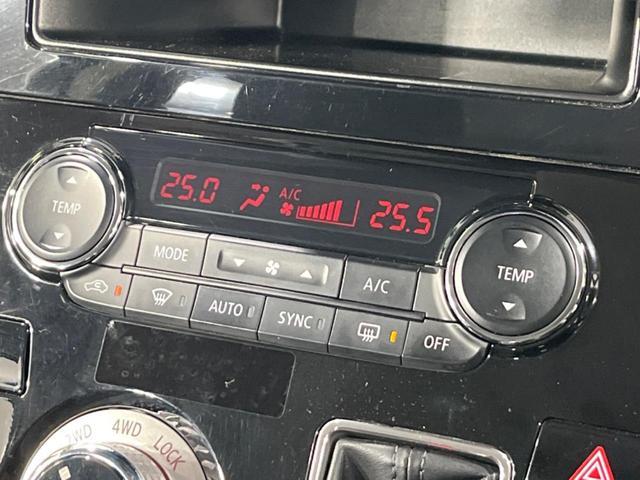 25.0 A/C 25.5
TEMP
MODE
A/C
TEMP
AUTO
SYNC
OFF
2WD 4WD LOCK